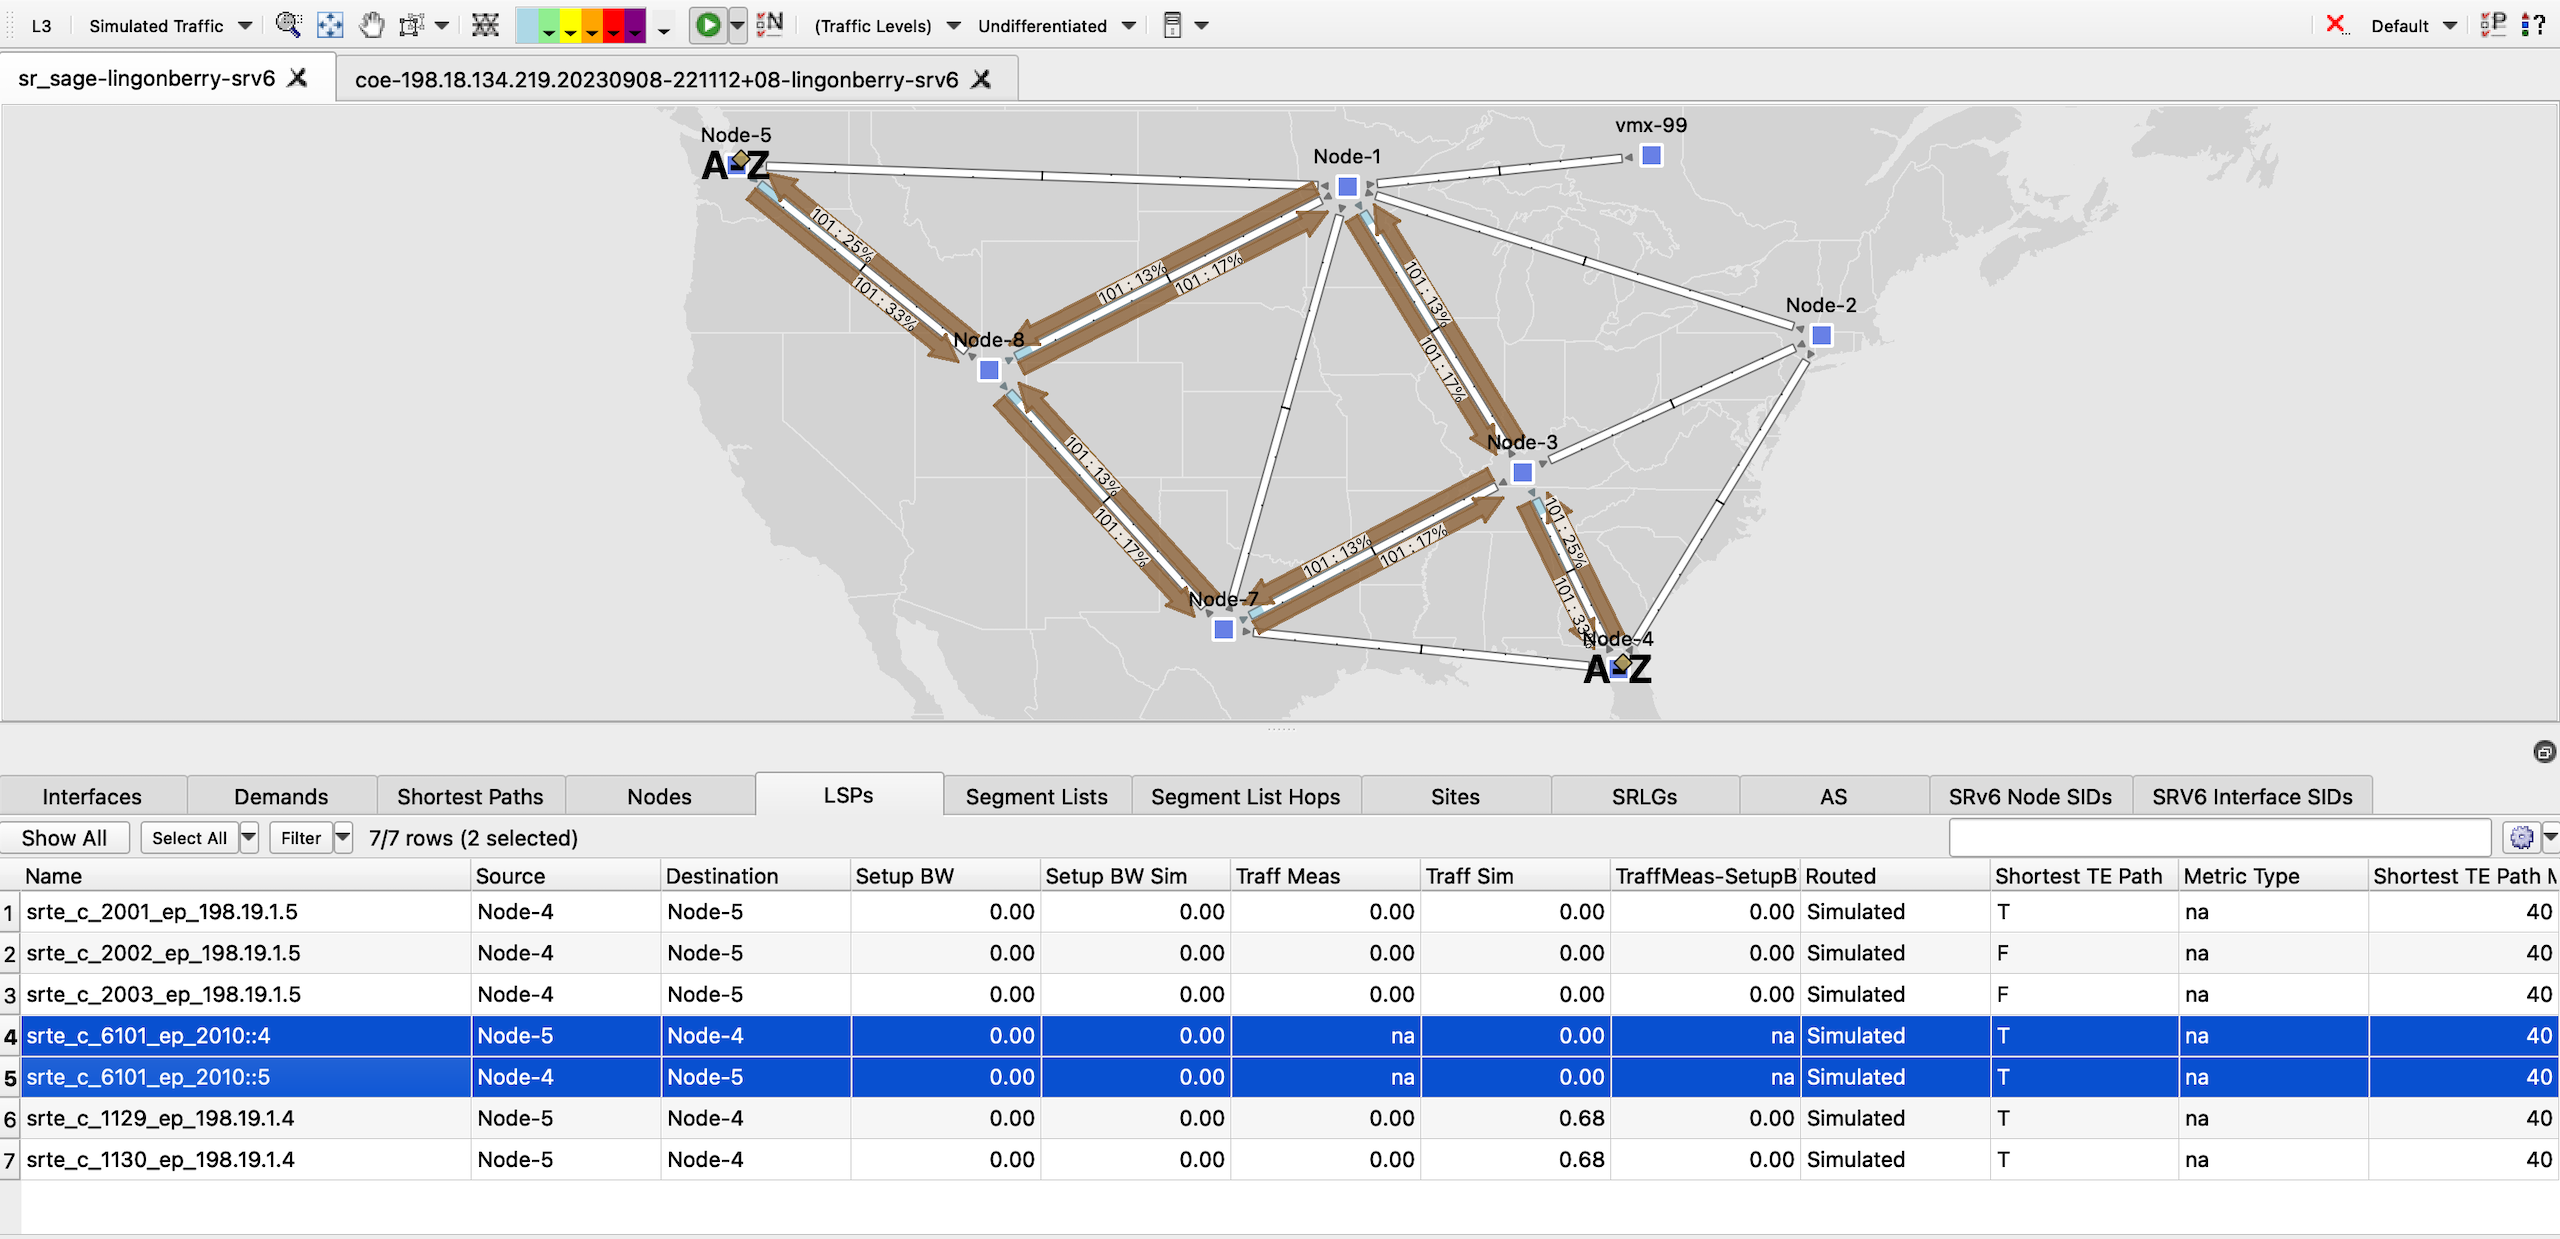 L3 Simulated Traffic (Traffic Levels) Undifferentiated Default
sr_sage-lingonberry-srv6 coe-198.18.134.219.20230908-221112+08-lingonberry-srv6
vmx-99
Node-5
Node-1
A Z
101 : 25%
101 : 33%
101 : 13%
101 : 17%
101 : 13%
101 : 17%
Node-2
Node-8
Node-3
101 : 13%
101 : 17%
101 : 13%
101 : 17%
101 : 25%
101 : 33%
Node-7
Node-4
A Z
Interfaces Demands Shortest Paths Nodes LSPs Segment Lists Segment List Hops Sites SRLGs AS SRv6 Node SIDs SRV6 Interface SIDs
Show All Select All Filter 7/7 rows (2 selected)
Name Source Destination Setup BW Setup BW Sim Traff Meas Traff Sim TraffMeas-SetupB Routed Shortest TE Path Metric Type Shortest TE Path M
1 srte_c_2001_ep_198.19.1.5 Node-4 Node-5 0.00 0.00 0.00 0.00 0.00 Simulated T na 40
2 srte_c_2002_ep_198.19.1.5 Node-4 Node-5 0.00 0.00 0.00 0.00 0.00 Simulated F na 40
3 srte_c_2003_ep_198.19.1.5 Node-4 Node-5 0.00 0.00 0.00 0.00 0.00 Simulated F na 40
4 srte_c_6101_ep_2010::4 Node-5 Node-4 0.00 0.00 na 0.00 na Simulated T na 40
5 srte_c_6101_ep_2010::5 Node-4 Node-5 0.00 0.00 na 0.00 na Simulated T na 40
6 srte_c_1129_ep_198.19.1.4 Node-5 Node-4 0.00 0.00 0.00 0.68 0.00 Simulated T na 40
7 srte_c_1130_ep_198.19.1.4 Node-5 Node-4 0.00 0.00 0.00 0.68 0.00 Simulated T na 40